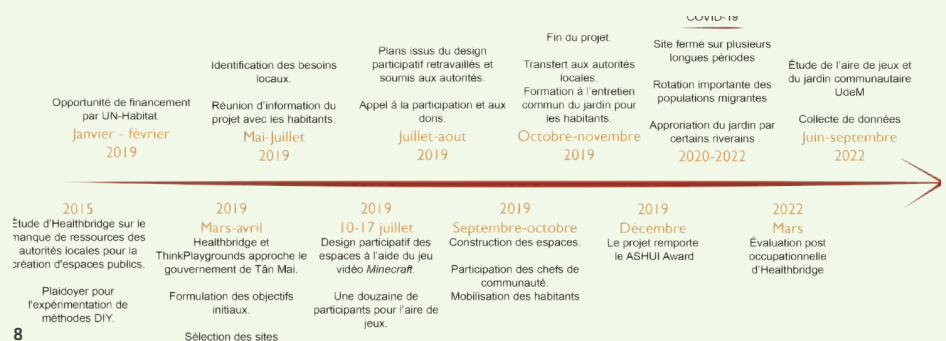 Opportunité de financement
par UN-Habitat.
Janvier - février
2019
Identification des besoins
locaux.
Réunion d'information du
projet avec les habitants.
Mai-Juillet
2019
Plans issus du design
participatif retravaillés et
soumis aux autorités.
Appel à la participation et aux
dons.
Juillet-aout
2019
Fin du projet.
Transfert aux autorités
locales.
Formation à l'entretien
commun du jardin pour
les habitants.
Octobre-novembre
2019
COVID-19
Site fermé sur plusieurs
longues périodes
Rotation importante des
populations migrantes
Approriation du jardin par
certains riverains
2020-2022
Étude de l'aire de jeux et
du jardin communautaire
UdeM
Collecte de données
Juin-septembre
2022
2015
Étude d'Healthbridge sur le
manque de ressources des
autorités locales pour la
création d'espaces publics.
Plaidoyer pour
l'expérimentation de
méthodes DIY.
2019
Mars-avril
Healthbridge et
ThinkPlaygrounds approche le
gouvernement de Tân Mai.
Formulation des objectifs
initiaux.
Sélection des sites
2019
10-17 juillet
Design participatif des
espaces à l'aide du jeu
vidéo Minecraft.
Une douzaine de
participants pour l'aire de
jeux.
2019
Septembre-octobre
Construction des espaces.
Participation des chefs de
communauté.
Mobilisation des habitants
2019
Décembre
Le projet remporte
le ASHUI Award
2022
Mars
Évaluation post
occupationnelle
d'Healthbridge
8